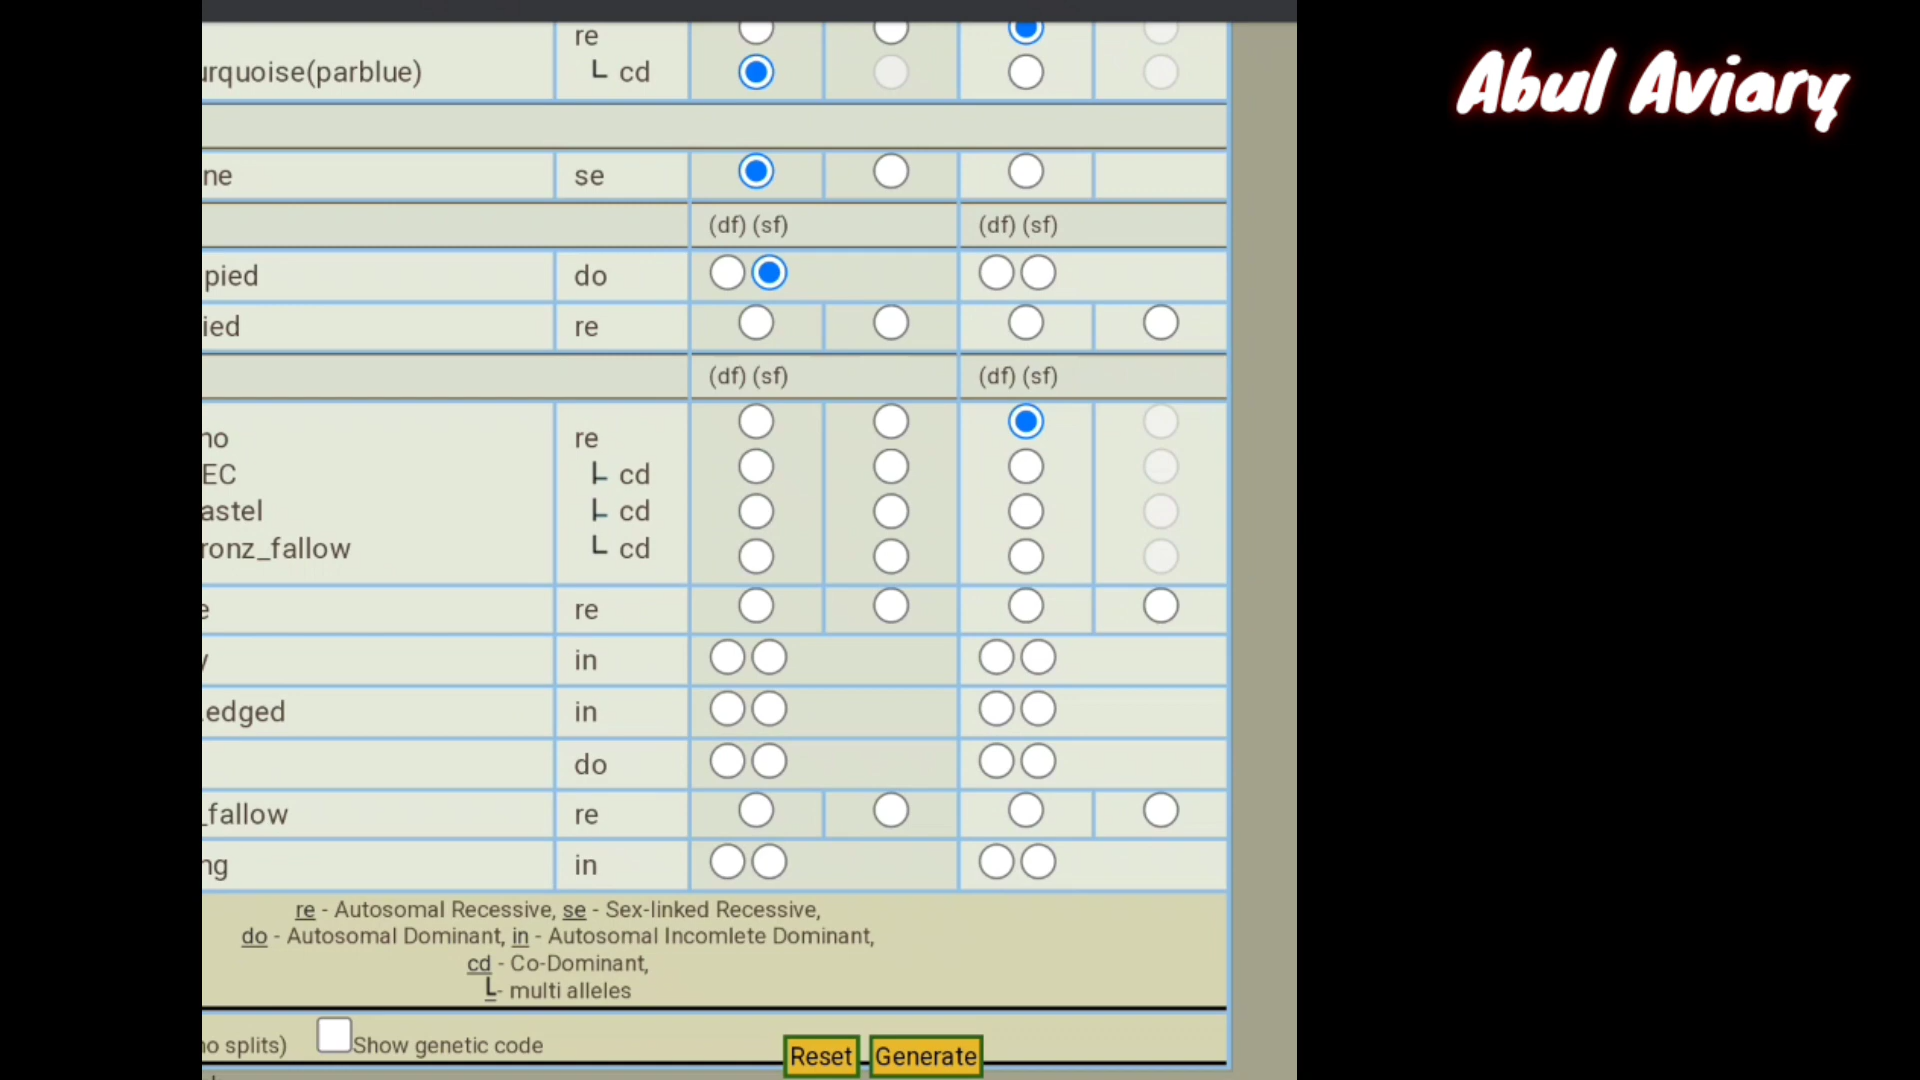 re
urquoise(parblue) ┗ cd
Abul Aviary
ne se
(df) (sf) (df) (sf)
pied do
ied re
(df) (sf) (df) (sf)
no re
EC ┣ cd
astel ┣ cd
ronz_fallow ┗ cd
e re
y in
.edged in
do
_fallow re
ng in
re - Autosomal Recessive, se - Sex-linked Recessive,
do - Autosomal Dominant, in - Autosomal Incomlete Dominant,
cd - Co-Dominant,
┗- multi alleles
no splits) Show genetic code Reset Generate